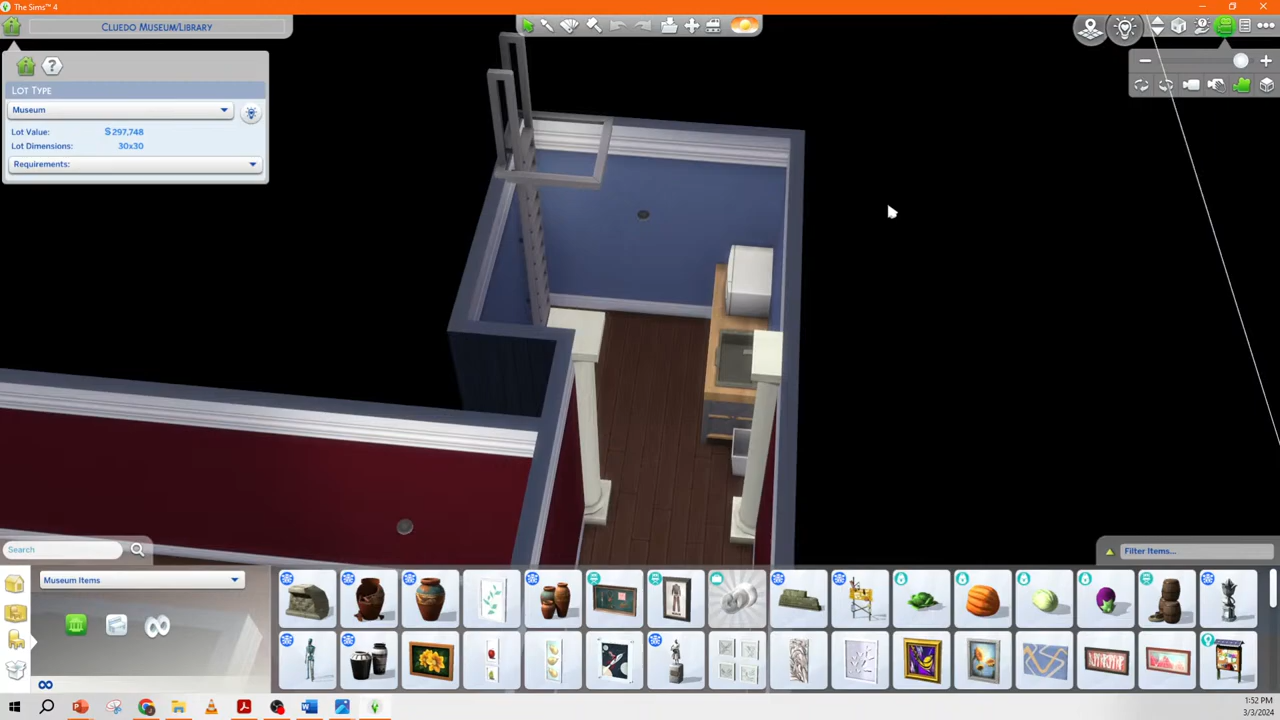 The Sims™ 4
Cluedo Museum/Library
Lot Type
Museum
Lot Value: §297,748
Lot Dimensions: 30x30
Requirements:
Search
Filter Items...
Museum Items
1:52 PM
3/3/2024